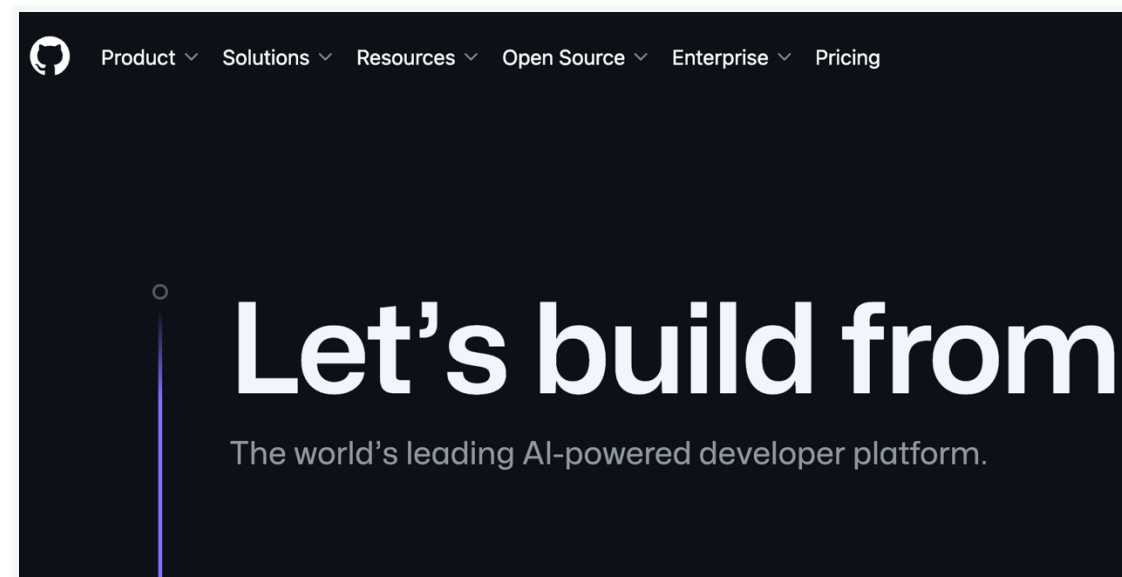 Product Solutions Resources Open Source Enterprise Pricing
Let’s build from
The world’s leading AI-powered developer platform.